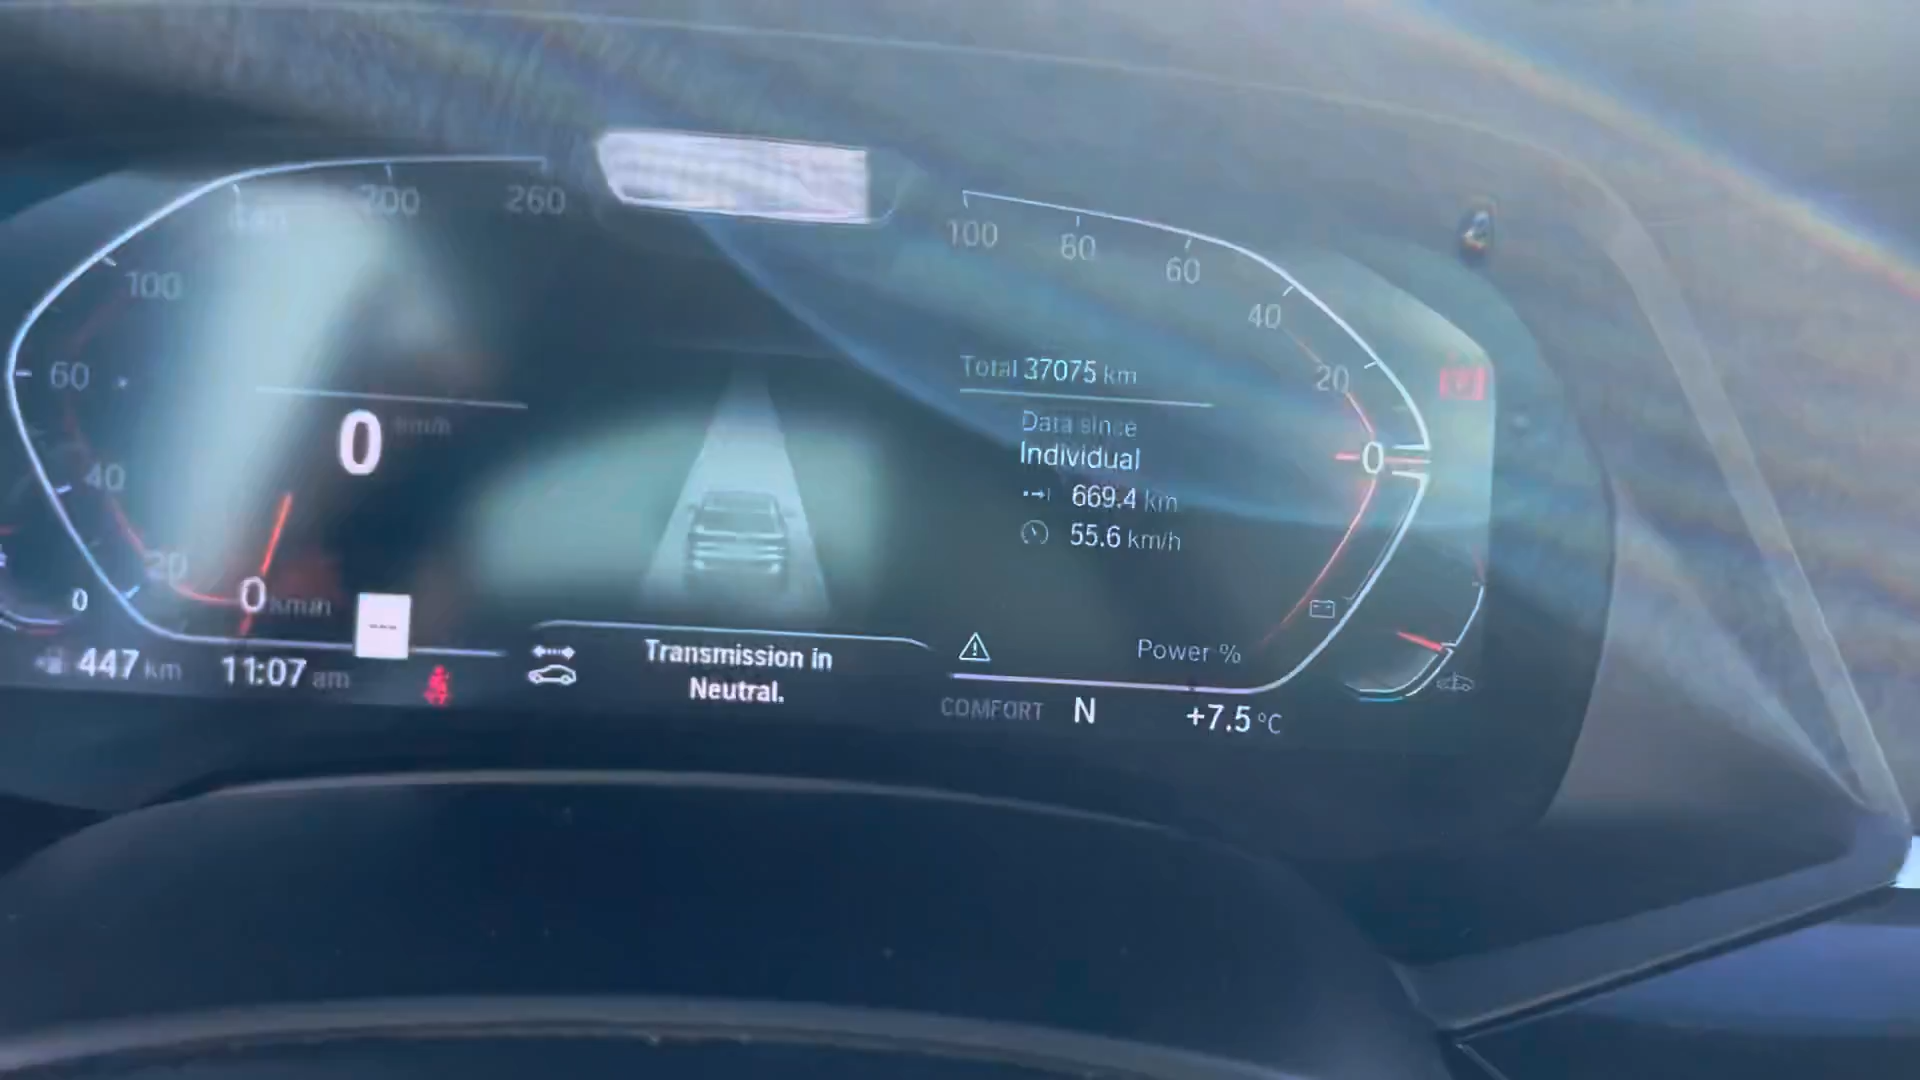 200
260
100
60
40
20
0
0 km/h
0 km/h
447 km
11:07 am
Transmission in
Neutral.
100
80
60
40
20
0
Total 37075 km
Data since
Individual
669.4 km
55.6 km/h
Power %
COMFORT N +7.5 °C